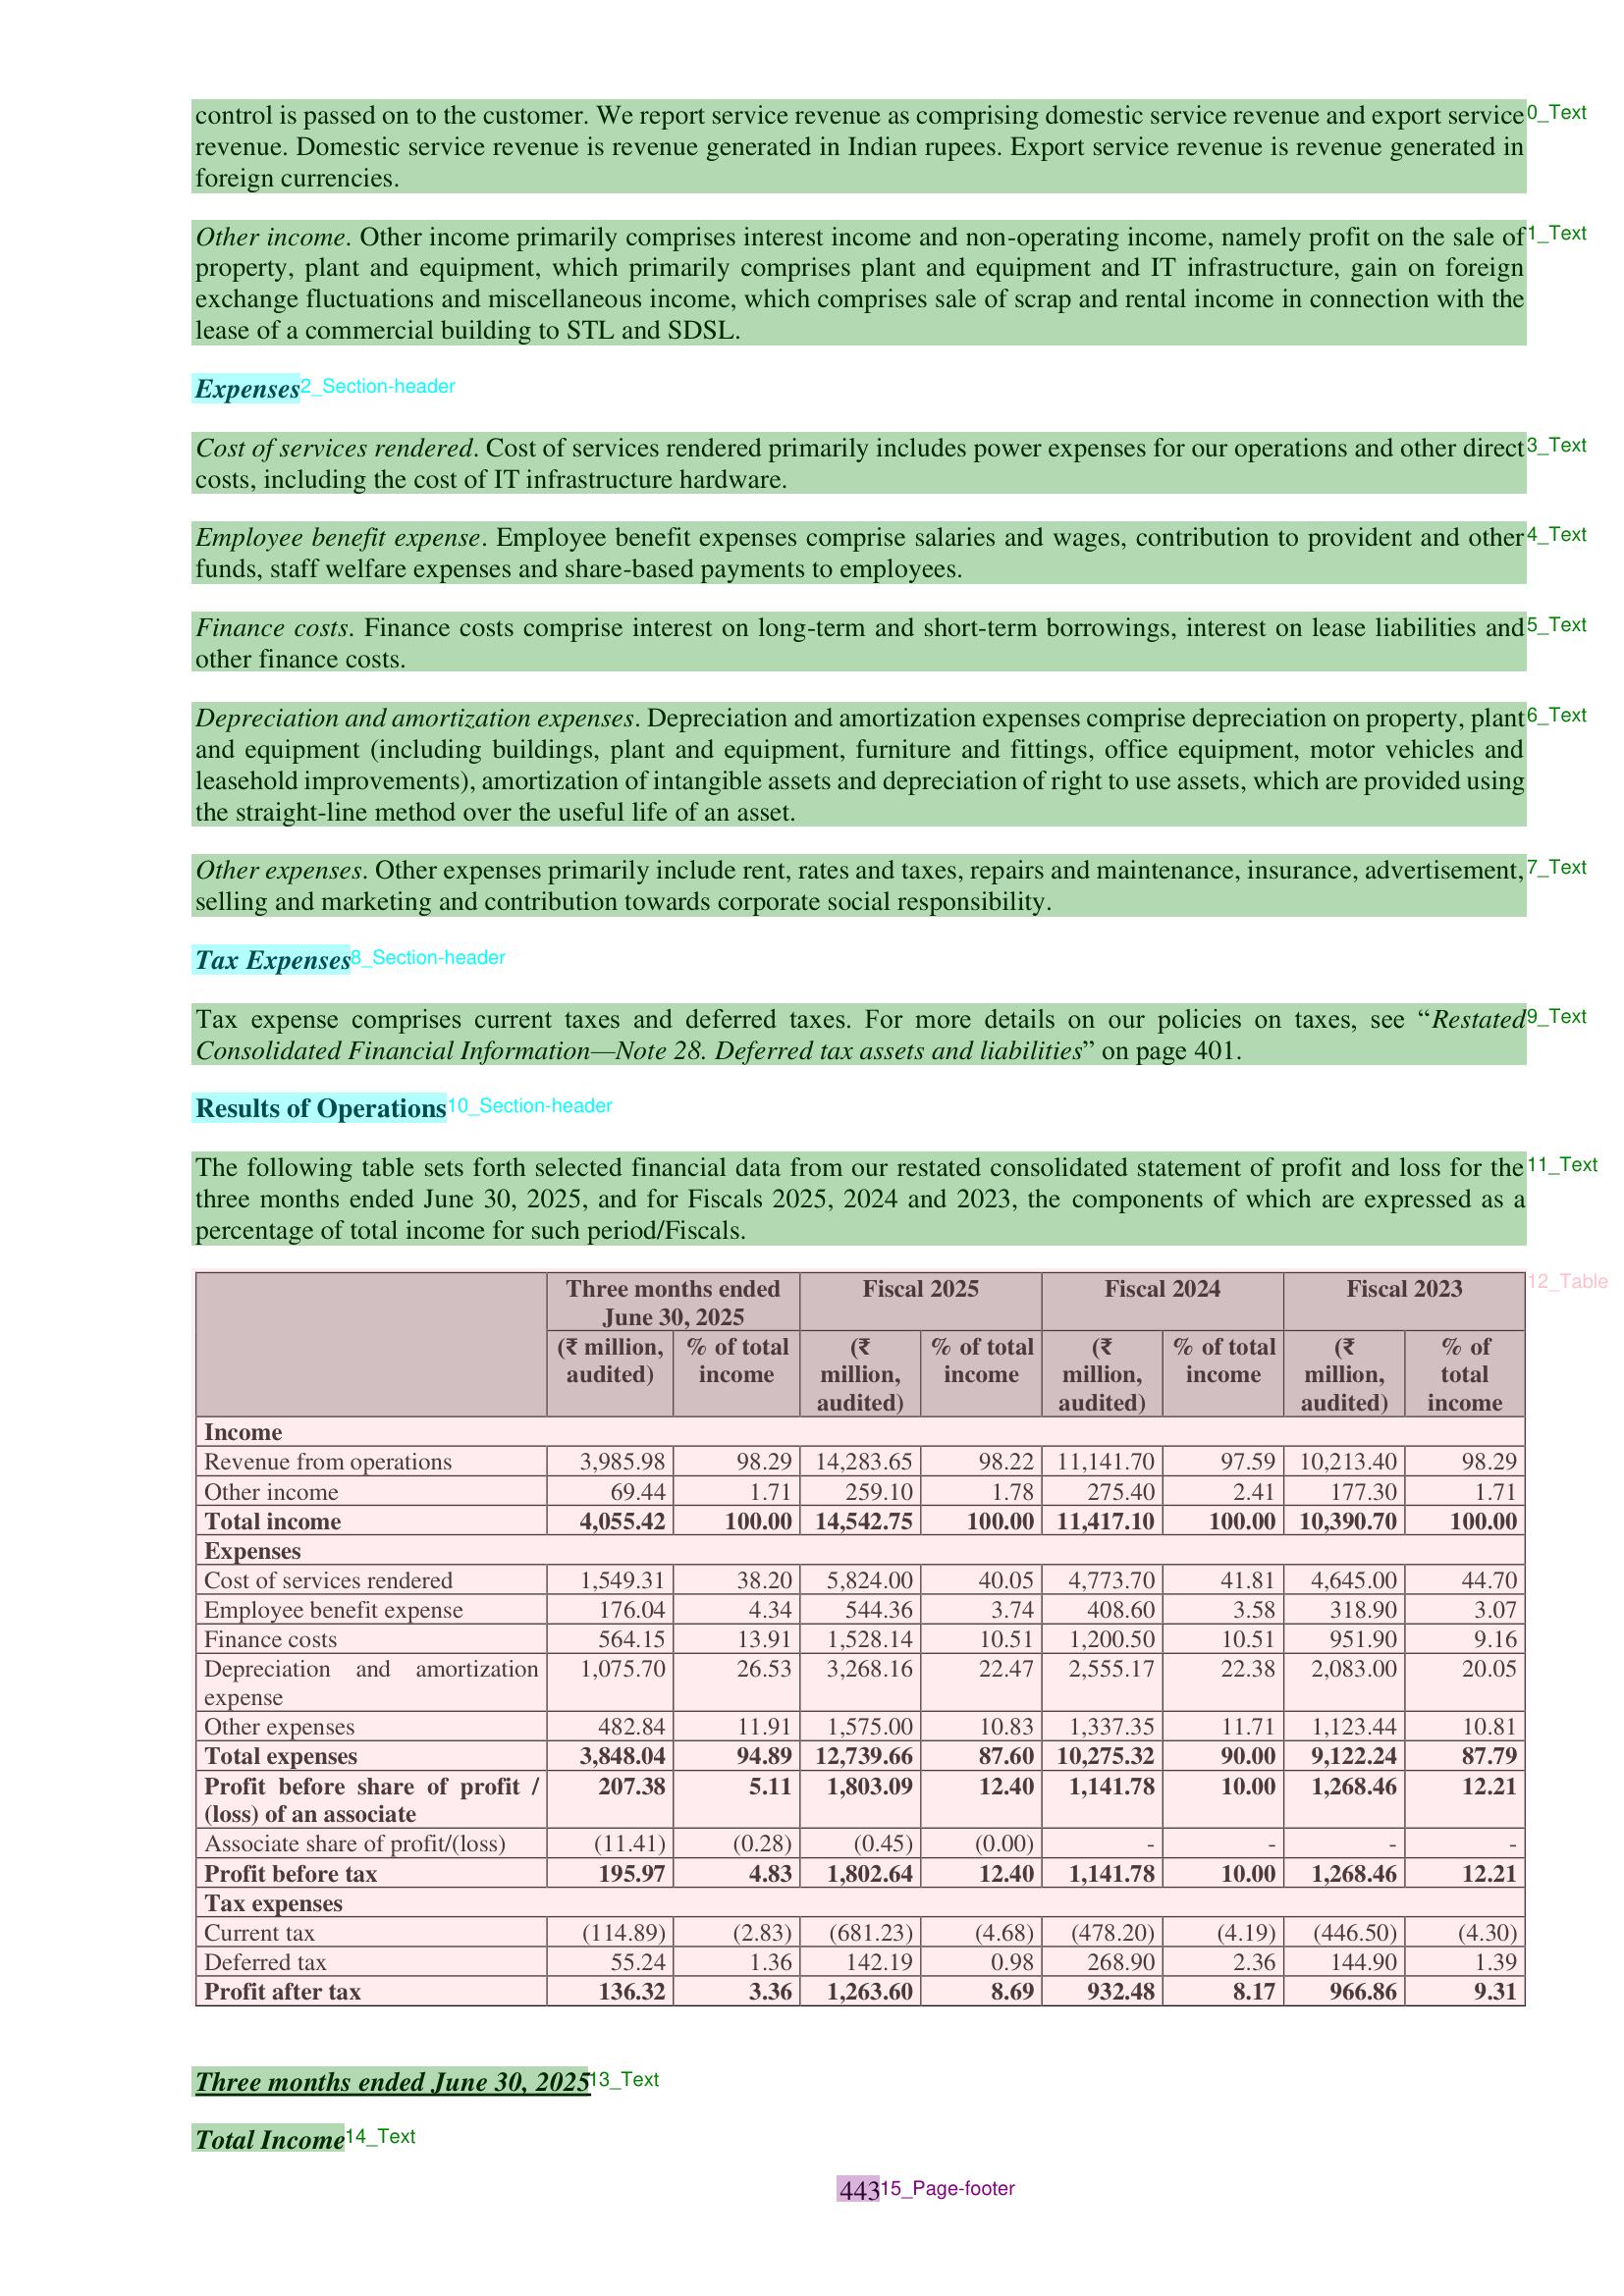 control is passed on to the customer. We report service revenue as comprising domestic service revenue and export service
revenue. Domestic service revenue is revenue generated in Indian rupees. Export service revenue is revenue generated in
foreign currencies.
0_Text
Other income. Other income primarily comprises interest income and non-operating income, namely profit on the sale of
property, plant and equipment, which primarily comprises plant and equipment and IT infrastructure, gain on foreign
exchange fluctuations and miscellaneous income, which comprises sale of scrap and rental income in connection with the
lease of a commercial building to STL and SDSL.
1_Text
Expenses 2_Section-header
Cost of services rendered. Cost of services rendered primarily includes power expenses for our operations and other direct
costs, including the cost of IT infrastructure hardware.
3_Text
Employee benefit expense. Employee benefit expenses comprise salaries and wages, contribution to provident and other
funds, staff welfare expenses and share-based payments to employees.
4_Text
Finance costs. Finance costs comprise interest on long-term and short-term borrowings, interest on lease liabilities and
other finance costs.
5_Text
Depreciation and amortization expenses. Depreciation and amortization expenses comprise depreciation on property, plant
and equipment (including buildings, plant and equipment, furniture and fittings, office equipment, motor vehicles and
leasehold improvements), amortization of intangible assets and depreciation of right to use assets, which are provided using
the straight-line method over the useful life of an asset.
6_Text
Other expenses. Other expenses primarily include rent, rates and taxes, repairs and maintenance, insurance, advertisement,
selling and marketing and contribution towards corporate social responsibility.
7_Text
Tax Expenses 8_Section-header
Tax expense comprises current taxes and deferred taxes. For more details on our policies on taxes, see “Restated
Consolidated Financial Information—Note 28. Deferred tax assets and liabilities” on page 401.
9_Text
Results of Operations 10_Section-header
The following table sets forth selected financial data from our restated consolidated statement of profit and loss for the
three months ended June 30, 2025, and for Fiscals 2025, 2024 and 2023, the components of which are expressed as a
percentage of total income for such period/Fiscals.
11_Text
12_Table
Three months ended June 30, 2025 Fiscal 2025 Fiscal 2024 Fiscal 2023
(₹ million, audited) % of total income (₹ million, audited) % of total income (₹ million, audited) % of total income (₹ million, audited) % of total income
Income
Revenue from operations 3,985.98 98.29 14,283.65 98.22 11,141.70 97.59 10,213.40 98.29
Other income 69.44 1.71 259.10 1.78 275.40 2.41 177.30 1.71
Total income 4,055.42 100.00 14,542.75 100.00 11,417.10 100.00 10,390.70 100.00
Expenses
Cost of services rendered 1,549.31 38.20 5,824.00 40.05 4,773.70 41.81 4,645.00 44.70
Employee benefit expense 176.04 4.34 544.36 3.74 408.60 3.58 318.90 3.07
Finance costs 564.15 13.91 1,528.14 10.51 1,200.50 10.51 951.90 9.16
Depreciation and amortization expense 1,075.70 26.53 3,268.16 22.47 2,555.17 22.38 2,083.00 20.05
Other expenses 482.84 11.91 1,575.00 10.83 1,337.35 11.71 1,123.44 10.81
Total expenses 3,848.04 94.89 12,739.66 87.60 10,275.32 90.00 9,122.24 87.79
Profit before share of profit / (loss) of an associate 207.38 5.11 1,803.09 12.40 1,141.78 10.00 1,268.46 12.21
Associate share of profit/(loss) (11.41) (0.28) (0.45) (0.00) - - - -
Profit before tax 195.97 4.83 1,802.64 12.40 1,141.78 10.00 1,268.46 12.21
Tax expenses
Current tax (114.89) (2.83) (681.23) (4.68) (478.20) (4.19) (446.50) (4.30)
Deferred tax 55.24 1.36 142.19 0.98 268.90 2.36 144.90 1.39
Profit after tax 136.32 3.36 1,263.60 8.69 932.48 8.17 966.86 9.31
Three months ended June 30, 2025 13_Text
Total Income 14_Text
443 15_Page-footer